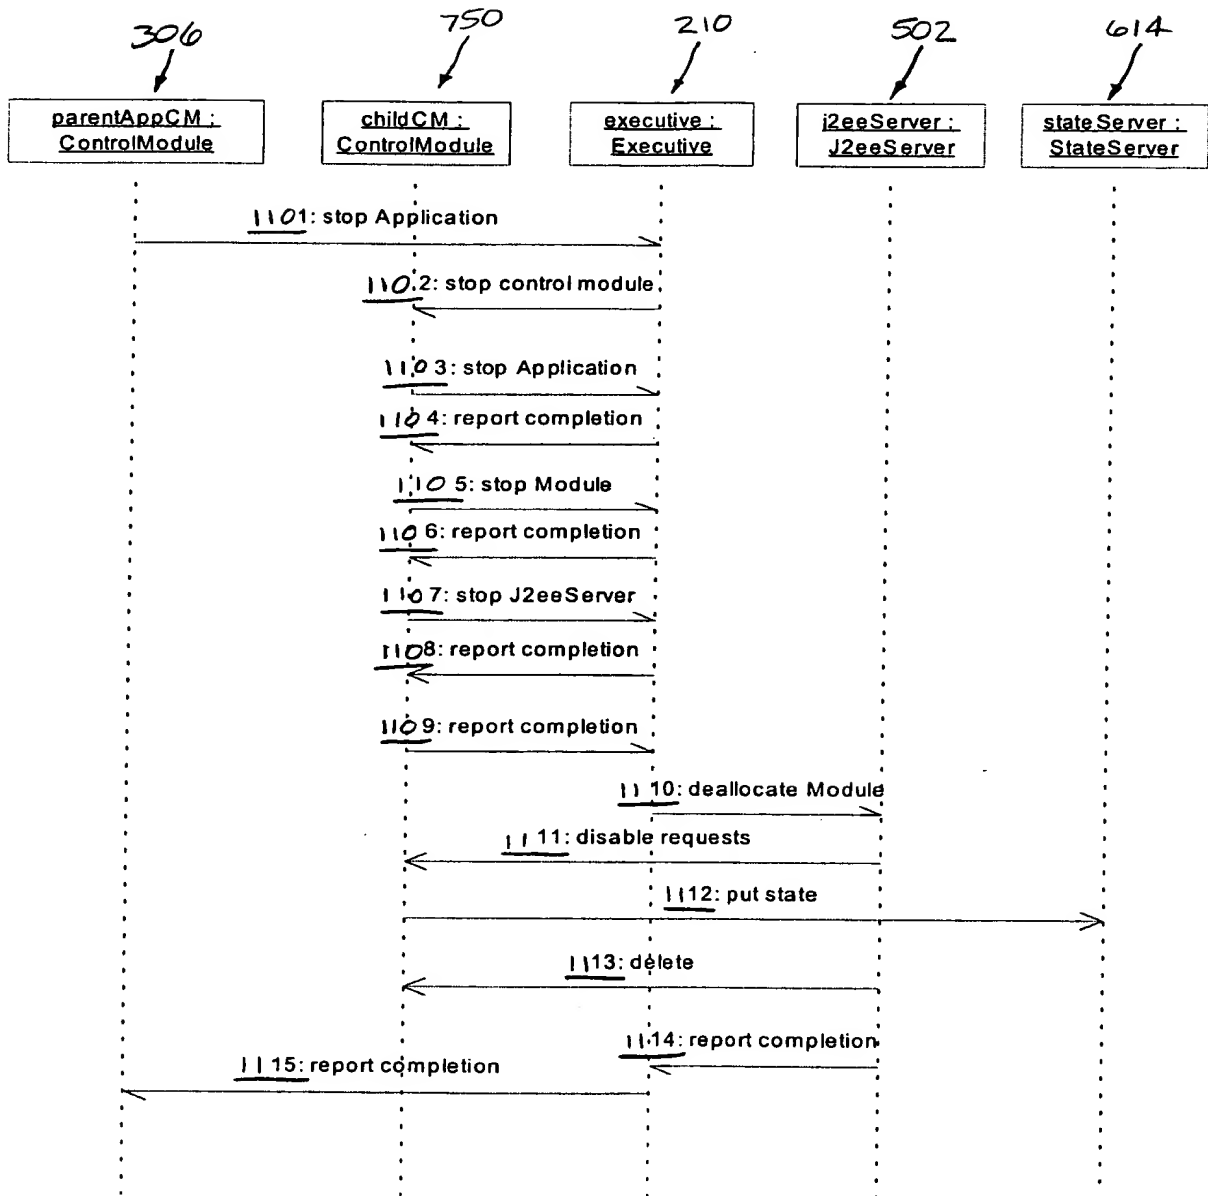 306
750
210
502
614
parentAppCM :
ControlModule
childCM :
ControlModule
executive :
Executive
j2eeServer :
J2eeServer
stateServer :
StateServer
1101: stop Application
1102: stop control module
1103: stop Application
1104: report completion
1105: stop Module
1106: report completion
1107: stop J2eeServer
1108: report completion
1109: report completion
1110: deallocate Module
1111: disable requests
1112: put state
1113: delete
1114: report completion
1115: report completion